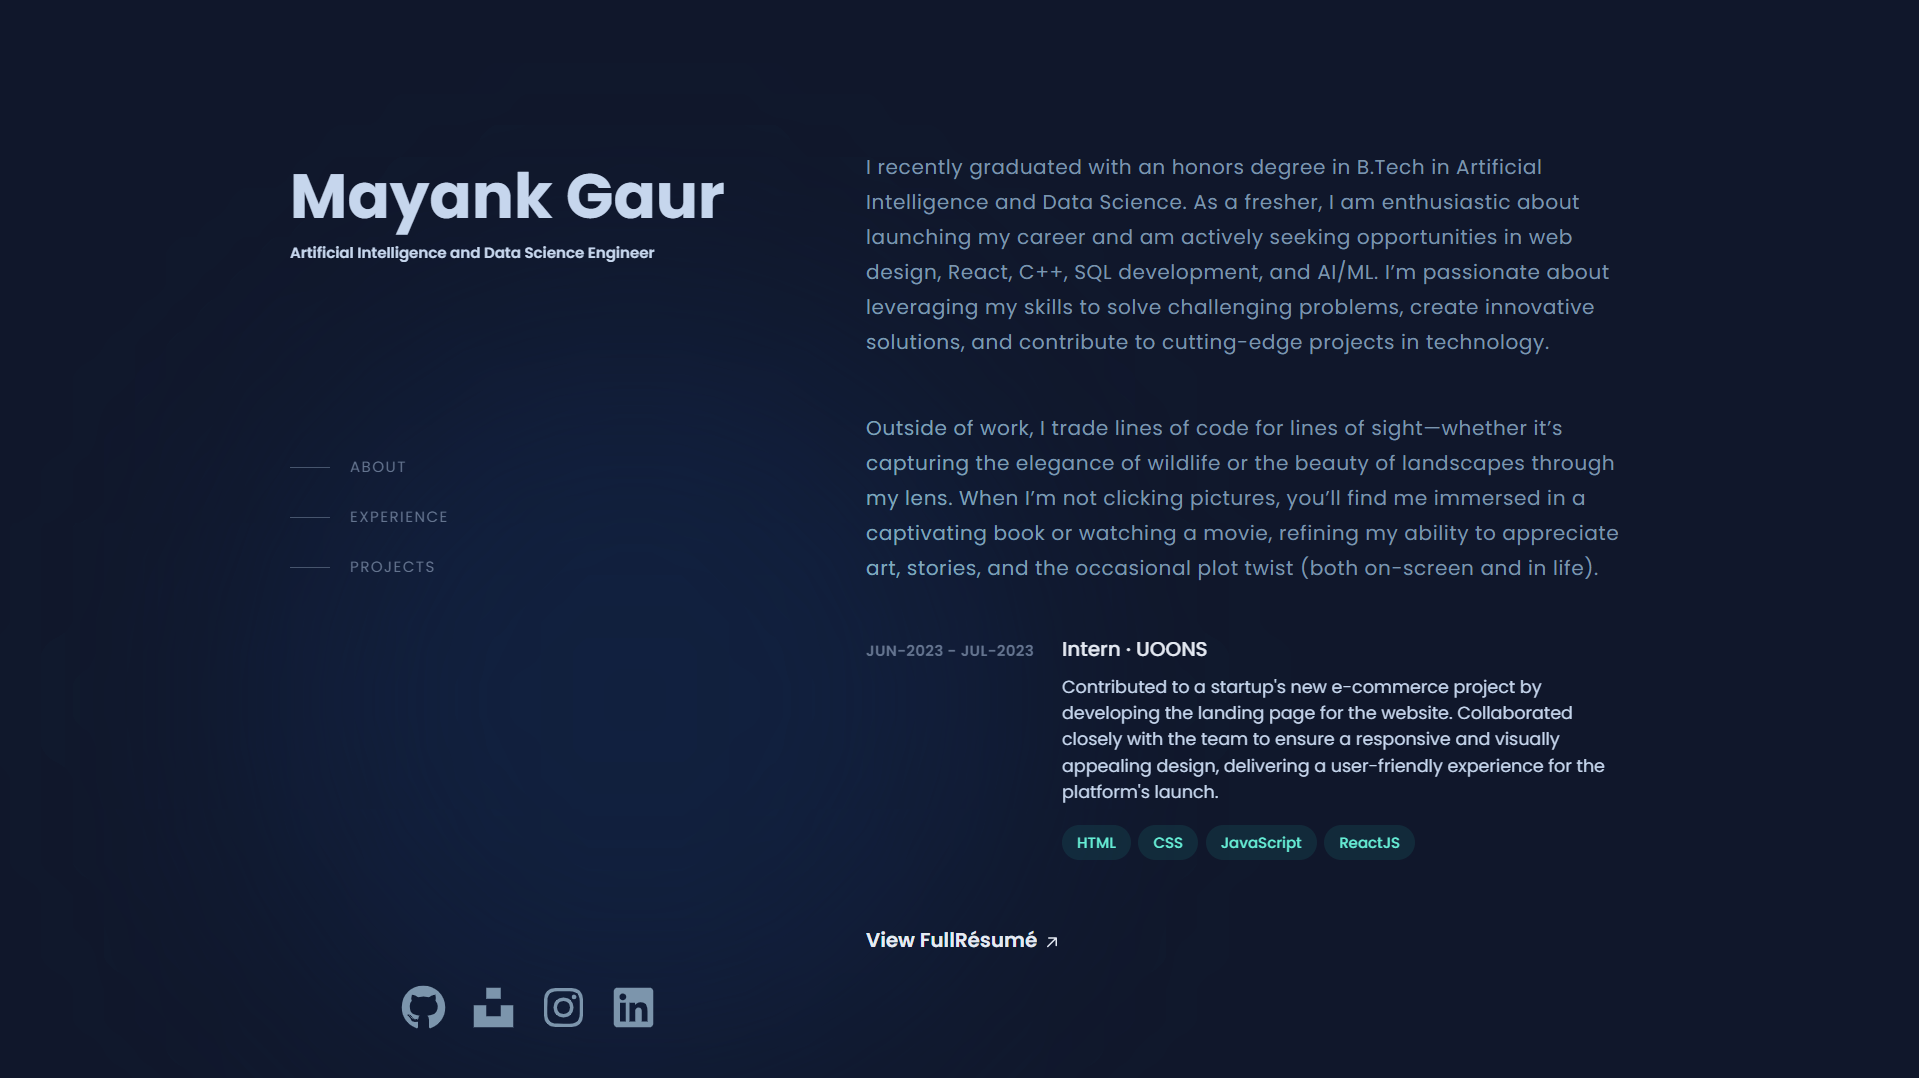 Mayank Gaur
Artificial Intelligence and Data Science Engineer
ABOUT
EXPERIENCE
PROJECTS
I recently graduated with an honors degree in B.Tech in Artificial
Intelligence and Data Science. As a fresher, I am enthusiastic about
launching my career and am actively seeking opportunities in web
design, React, C++, SQL development, and AI/ML. I’m passionate about
leveraging my skills to solve challenging problems, create innovative
solutions, and contribute to cutting-edge projects in technology.
Outside of work, I trade lines of code for lines of sight—whether it’s
capturing the elegance of wildlife or the beauty of landscapes through
my lens. When I’m not clicking pictures, you’ll find me immersed in a
captivating book or watching a movie, refining my ability to appreciate
art, stories, and the occasional plot twist (both on-screen and in life).
JUN-2023 - JUL-2023
Intern · UOONS
Contributed to a startup's new e-commerce project by
developing the landing page for the website. Collaborated
closely with the team to ensure a responsive and visually
appealing design, delivering a user-friendly experience for the
platform's launch.
HTML CSS JavaScript ReactJS
View FullRésumé